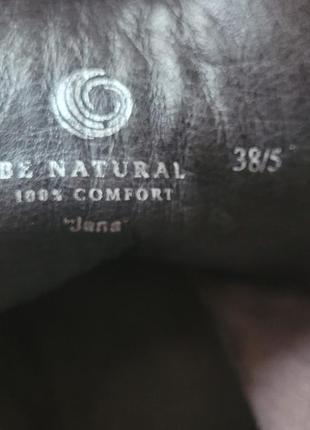 BE NATURAL 38/5
100% COMFORT
"Jana"